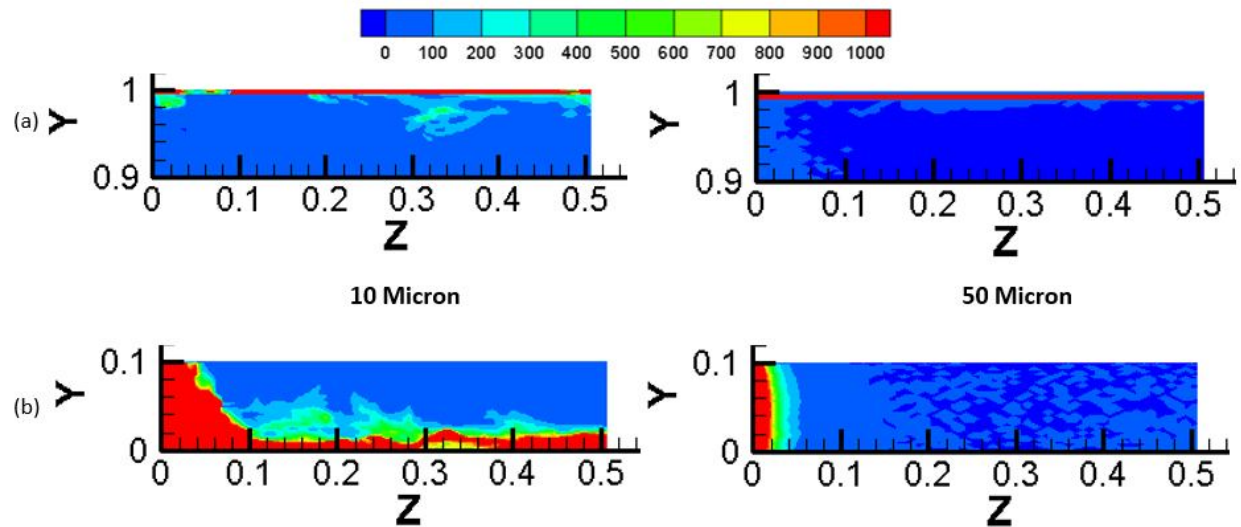 0 100 200 300 400 500 600 700 800 900 1000
(a) Y 1 0.9 0 0.1 0.2 0.3 0.4 0.5 Z
Y 1 0.9 0 0.1 0.2 0.3 0.4 0.5 Z
10 Micron 50 Micron
(b) Y 0.1 0 0 0.1 0.2 0.3 0.4 0.5 Z
Y 0.1 0 0 0.1 0.2 0.3 0.4 0.5 Z